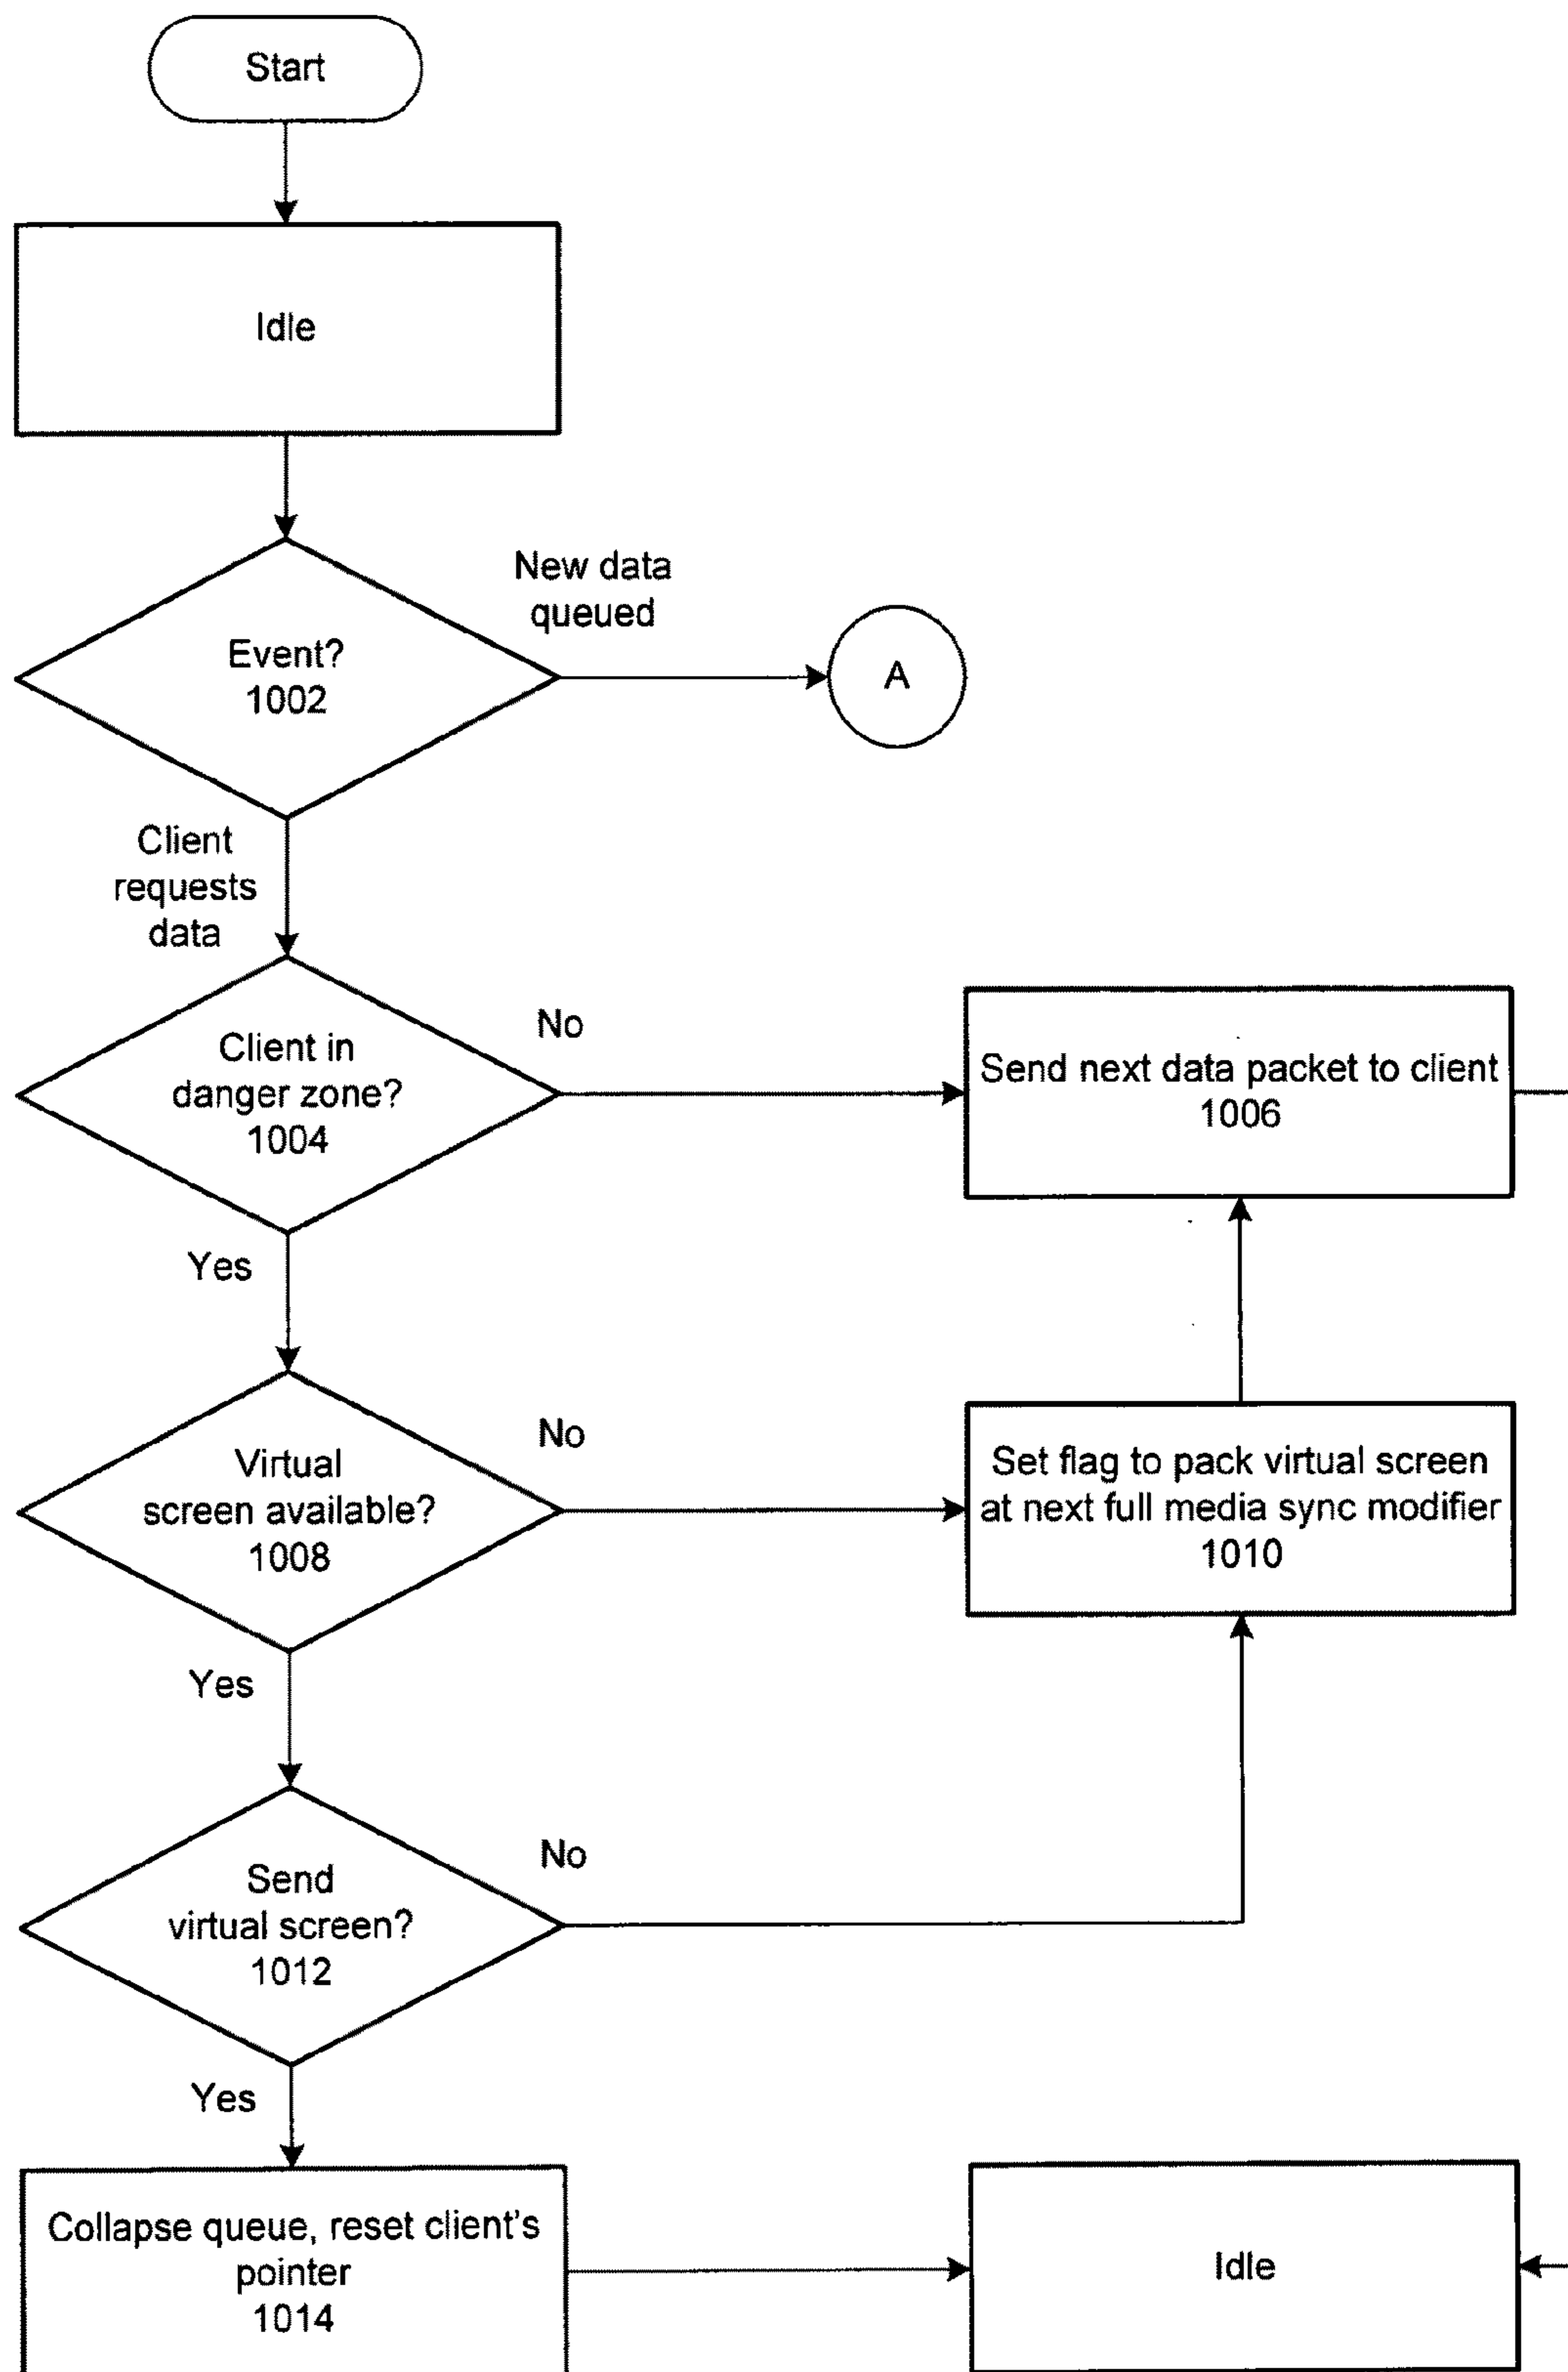 Start
Idle
New data
queued
Event?
1002
A
Client
requests
data
Client in
danger zone?
1004
No
Send next data packet to client
1006
Yes
Virtual
screen available?
1008
No
Set flag to pack virtual screen
at next full media sync modifier
1010
Yes
Send
virtual screen?
1012
No
Yes
Collapse queue, reset client's
pointer
1014
Idle